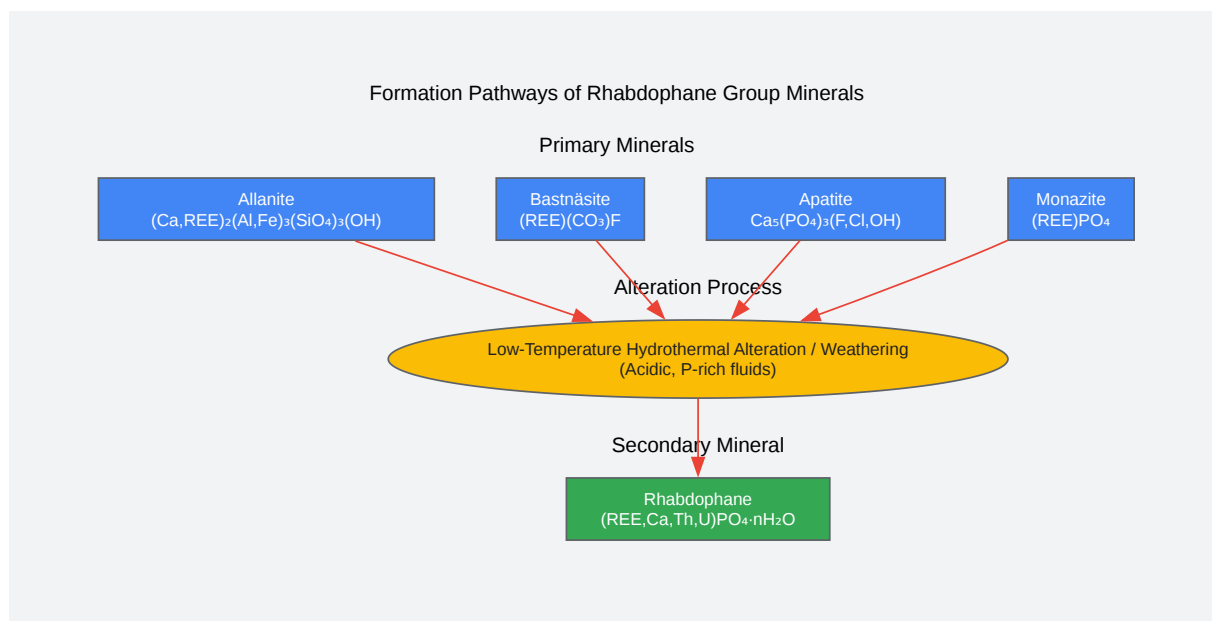 Formation Pathways of Rhabdophane Group Minerals
Primary Minerals
Allanite
(Ca,REE)₂(Al,Fe)₃(SiO₄)₃(OH)
Bastnäsite
(REE)(CO₃)F
Apatite
Ca₅(PO₄)₃(F,Cl,OH)
Monazite
(REE)PO₄
Alteration Process
Low-Temperature Hydrothermal Alteration / Weathering
(Acidic, P-rich fluids)
Secondary Mineral
Rhabdophane
(REE,Ca,Th,U)PO₄·nH₂O